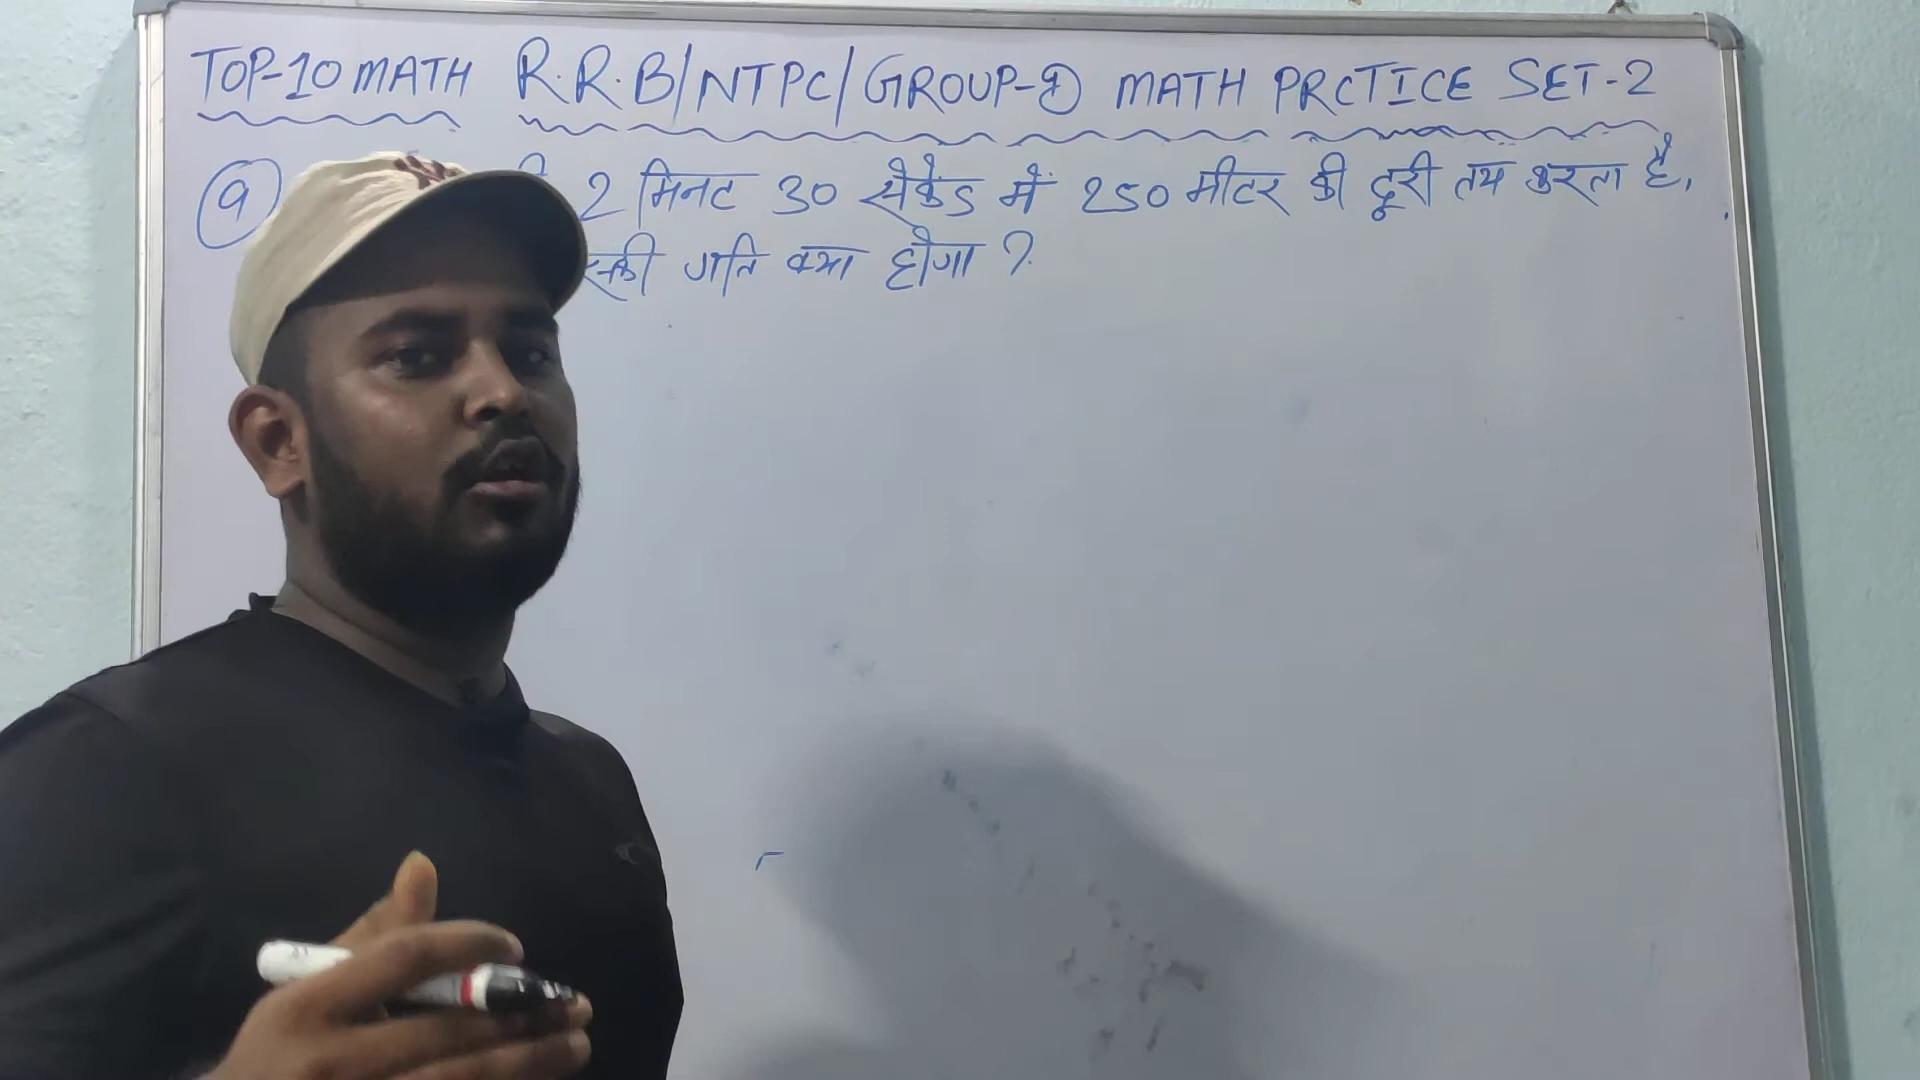 TOP-10 MATH R.R.B/NTPC/GROUP-D MATH PRCTICE SET-2
9 2 मिनट 30 सेकेंड में 250 मीटर की दूरी तय करता है,
गति क्या होगा ?